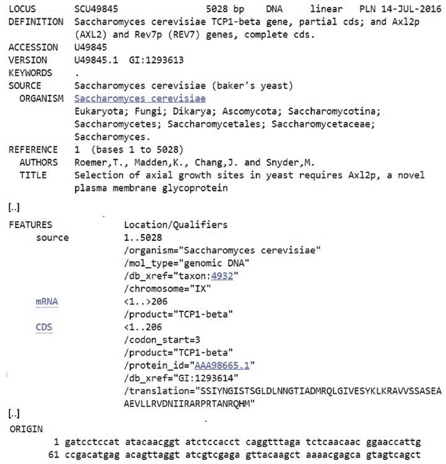 LOCUS SCU49845 5028 bp DNA linear PLN 14-JUL-2016
DEFINITION Saccharomyces cerevisiae TCP1-beta gene, partial cds; and Axl2p
(AXL2) and Rev7p (REV7) genes, complete cds.
ACCESSION U49845
VERSION U49845.1 GI:1293613
KEYWORDS .
SOURCE Saccharomyces cerevisiae (baker's yeast)
ORGANISM Saccharomyces cerevisiae
Eukaryota; Fungi; Dikarya; Ascomycota; Saccharomycotina;
Saccharomycetes; Saccharomycetales; Saccharomycetaceae;
Saccharomyces.
REFERENCE 1 (bases 1 to 5028)
AUTHORS Roemer,T., Madden,K., Chang,J. and Snyder,M.
TITLE Selection of axial growth sites in yeast requires Axl2p, a novel
plasma membrane glycoprotein
[..]
FEATURES Location/Qualifiers
source 1..5028
/organism="Saccharomyces cerevisiae"
/mol_type="genomic DNA"
/db_xref="taxon:4932"
/chromosome="IX"
mRNA <1..>206
/product="TCP1-beta"
CDS <1..206
/codon_start=3
/product="TCP1-beta"
/protein_id="AAA98665.1"
/db_xref="GI:1293614"
/translation="SSIYNGISTSGLDLNNGTIADMRQLGIVESYKLKRAVVSSASEA
AEVLLRVDNIIRARPRTANRQHM"
[..]
ORIGIN
1 gatcctccat atacaacggt atctccacct caggtttaga tctcaacaac ggaaccattg
61 ccgacatgag acagttaggt atcgtcgaga gttacaagct aaaacgagca gtagtcagct